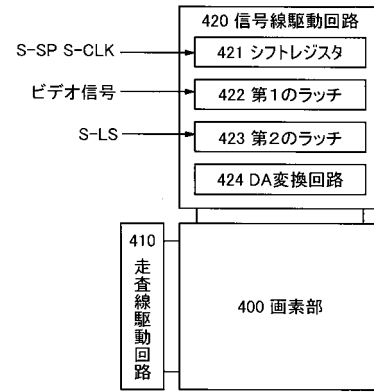 420 信号線駆動回路
S-SP S-CLK
421 シフトレジスタ
ビデオ信号
422 第1のラッチ
S-LS
423 第2のラッチ
424 DA変換回路
410
走査線駆動回路
400 画素部